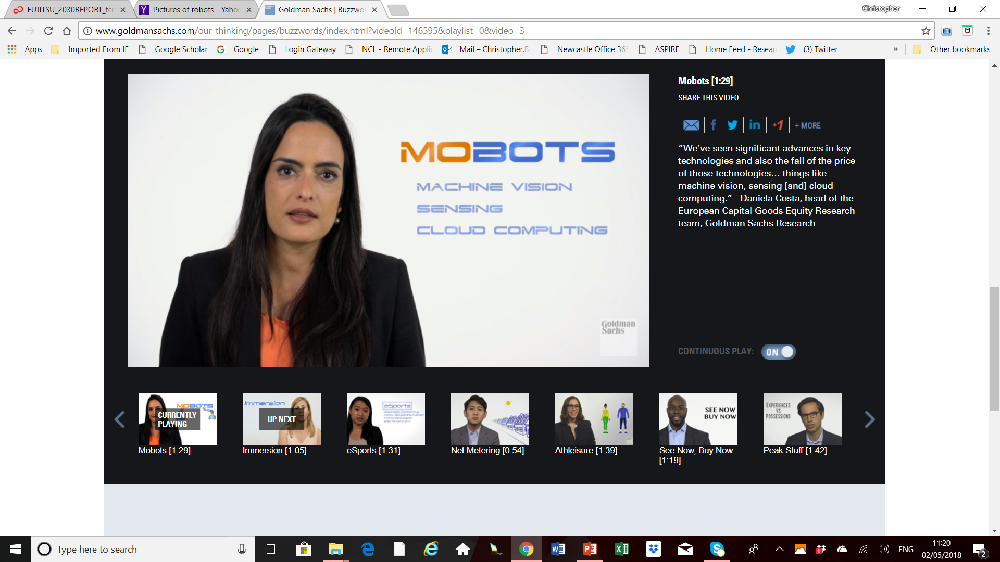 FUJITSU_2030REPORT_tcm
Pictures of robots - Yahoo
Goldman Sachs | Buzzwo
Christopher
www.goldmansachs.com/our-thinking/pages/buzzwords/index.html?videoId=146595&playlist=0&video=3
Apps
Imported From IE
Google Scholar
Google
Login Gateway
NCL - Remote Applic
Mail – Christopher.B
Newcastle Office 365
ASPIRE
Home Feed - Resear
(3) Twitter
»
Other bookmarks
MOBOTS
MACHINE VISION
SENSING
CLOUD COMPUTING
Goldman
Sachs
Mobots [1:29]
SHARE THIS VIDEO
+1
+ MORE
“We’ve seen significant advances in key
technologies and also the fall of the price
of those technologies… things like
machine vision, sensing [and] cloud
computing.” - Daniela Costa, head of the
European Capital Goods Equity Research
team, Goldman Sachs Research
CONTINUOUS PLAY: ON
MOBOTS
CURRENTLY
PLAYING
Mobots [1:29]
Immersion
UP NEXT
Immersion [1:05]
eSports
eSports [1:31]
Net Metering [0:54]
Athleisure [1:39]
SEE NOW
BUY NOW
See Now, Buy Now
[1:19]
EXPERIENCES
VS
POSSESSIONS
Peak Stuff [1:42]
Type here to search
ENG
11:20
02/05/2018
2